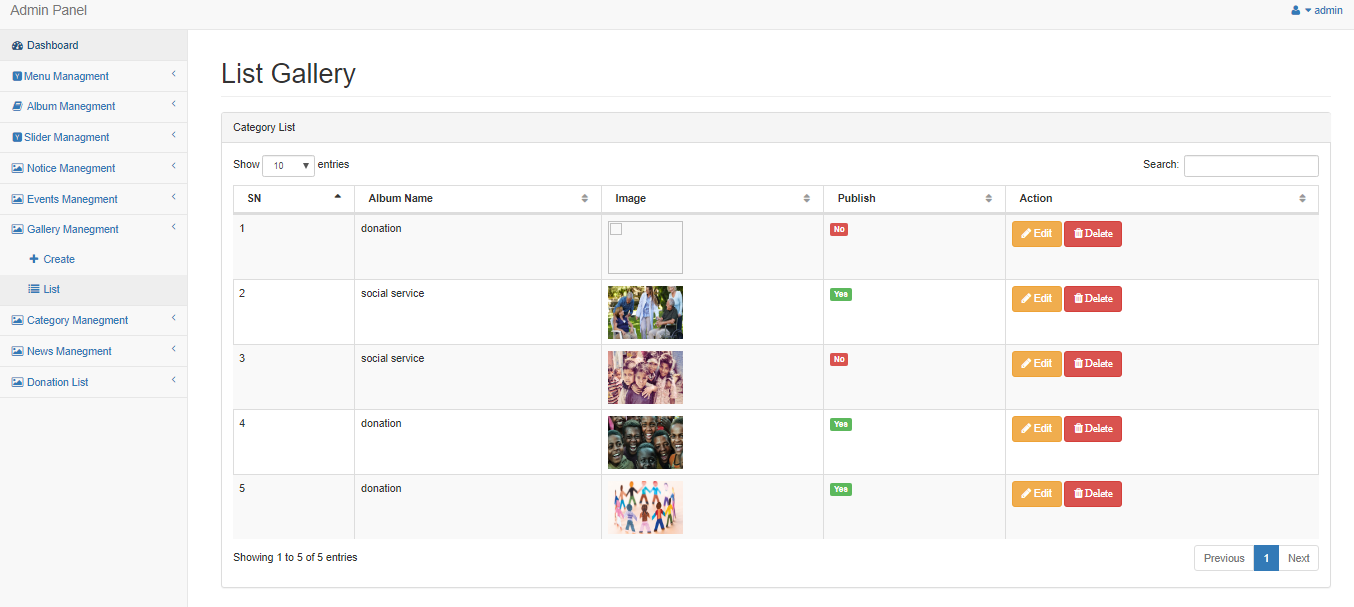 Admin Panel
admin
Dashboard
Menu Managment
Album Manegment
Slider Managment
Notice Manegment
Events Manegment
Gallery Manegment
Create
List
Category Manegment
News Manegment
Donation List
List Gallery
Category List
Show 10 entries
Search:
SN Album Name Image Publish Action
1 donation No Edit Delete
2 social service Yes Edit Delete
3 social service No Edit Delete
4 donation Yes Edit Delete
5 donation Yes Edit Delete
Showing 1 to 5 of 5 entries
Previous 1 Next